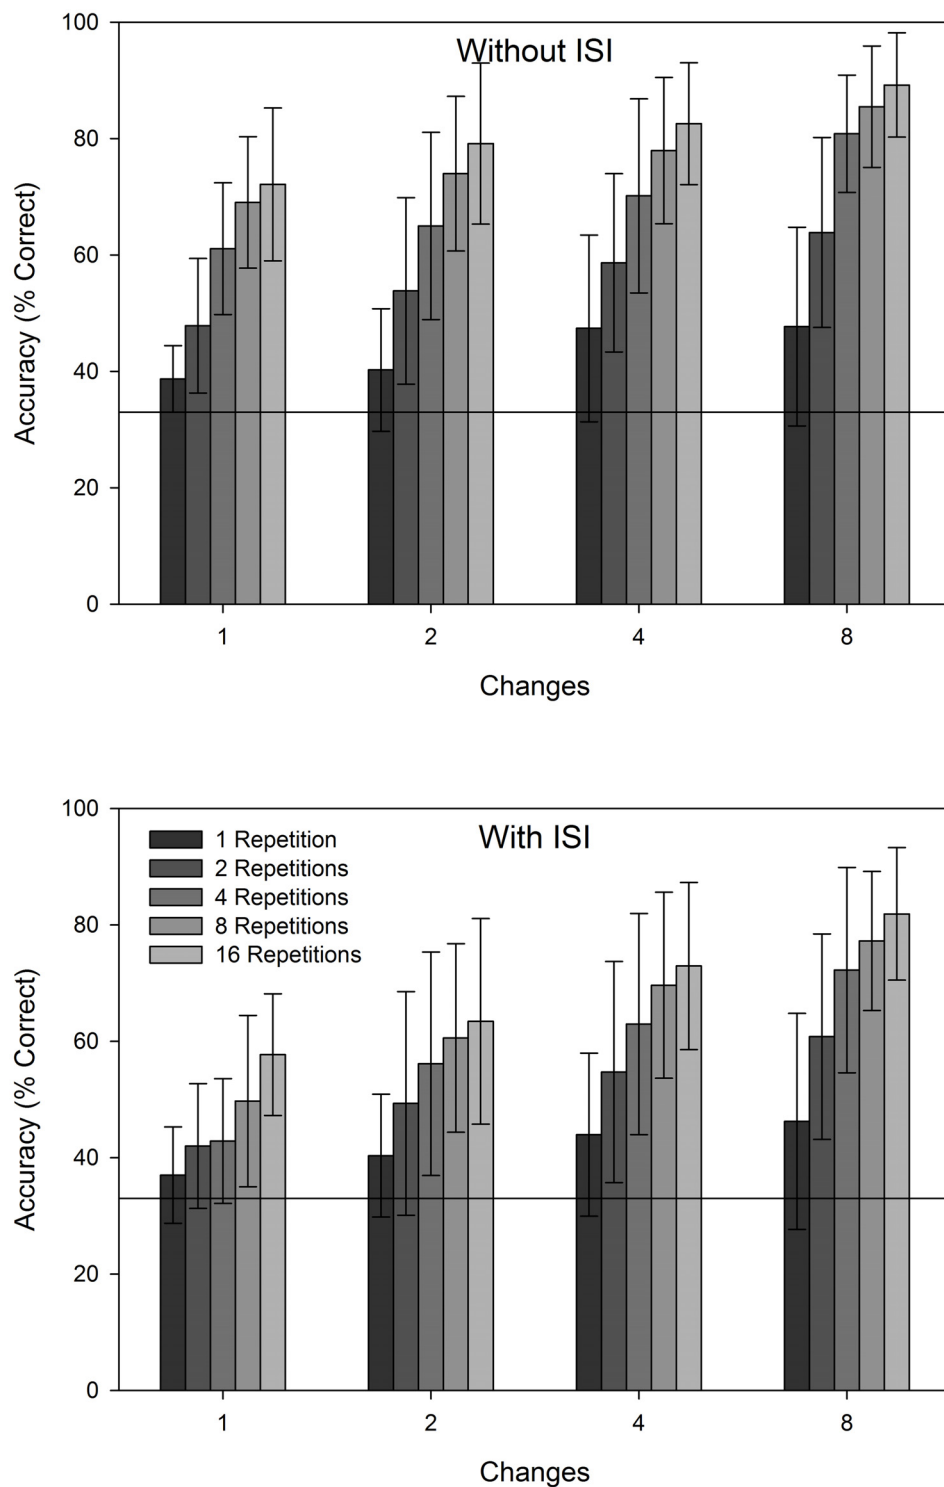 Without ISI
Accuracy (% Correct)
100
80
60
40
20
0
1 2 4 8
Changes
With ISI
1 Repetition
2 Repetitions
4 Repetitions
8 Repetitions
16 Repetitions
Accuracy (% Correct)
100
80
60
40
20
0
1 2 4 8
Changes